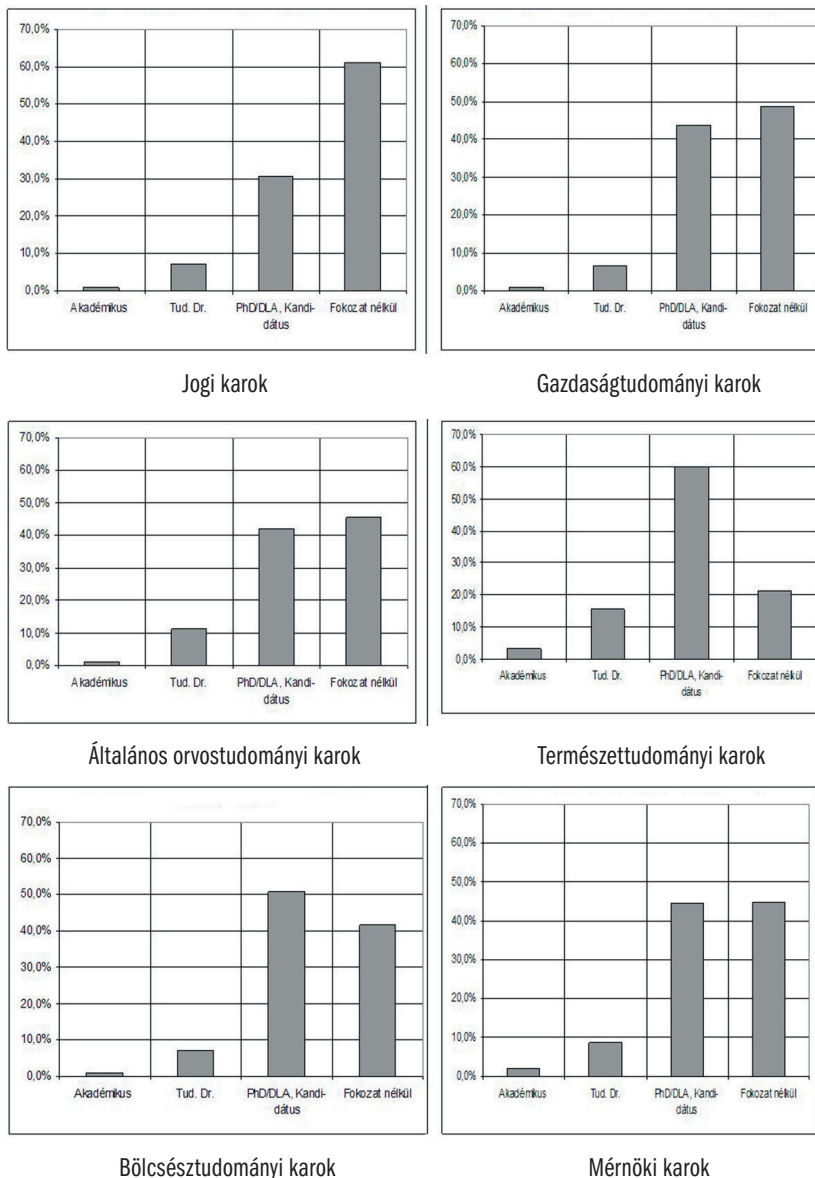 70,0%
60,0%
50,0%
40,0%
30,0%
20,0%
10,0%
0,0%
Akadémikus Tud. Dr. PhD/DLA, Kandi- Fokozat nélkül
dátus
Jogi karok
70,0%
60,0%
50,0%
40,0%
30,0%
20,0%
10,0%
0,0%
Akadémikus Tud. Dr. PhD/DLA, Kandi- Fokozat nélkül
dátus
Gazdaságtudományi karok
70,0%
60,0%
50,0%
40,0%
30,0%
20,0%
10,0%
0,0%
Akadémikus Tud. Dr. PhD/DLA, Kandi- Fokozat nélkül
dátus
Általános orvostudományi karok
70,0%
60,0%
50,0%
40,0%
30,0%
20,0%
10,0%
0,0%
Akadémikus Tud. Dr. PhD/DLA, Kandi- Fokozat nélkül
dátus
Természettudományi karok
70,0%
60,0%
50,0%
40,0%
30,0%
20,0%
10,0%
0,0%
Akadémikus Tud. Dr. PhD/DLA, Kandi- Fokozat nélkül
dátus
Bölcsésztudományi karok
70,0%
60,0%
50,0%
40,0%
30,0%
20,0%
10,0%
0,0%
Akadémikus Tud. Dr. PhD/DLA, Kandi- Fokozat nélkül
dátus
Mérnöki karok